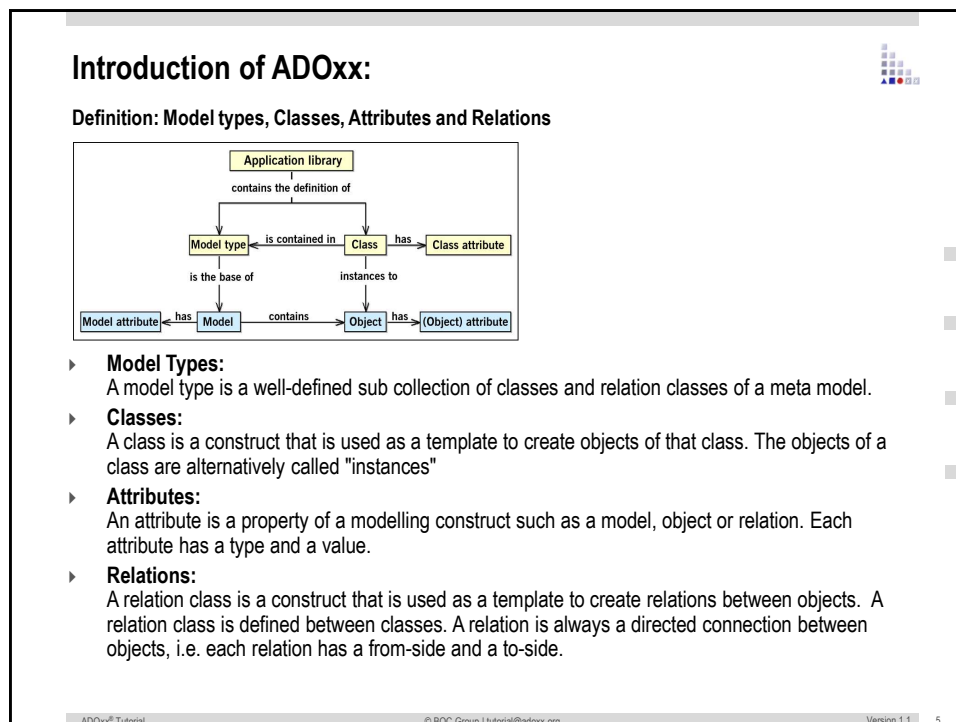 Introduction of ADOxx:
Definition: Model types, Classes, Attributes and Relations
Application library
contains the definition of
Model type
is contained in
Class
has
Class attribute
is the base of
instances to
Model attribute
has
Model
contains
Object
has
(Object) attribute
Model Types:
A model type is a well-defined sub collection of classes and relation classes of a meta model.
Classes:
A class is a construct that is used as a template to create objects of that class. The objects of a
class are alternatively called "instances"
Attributes:
An attribute is a property of a modelling construct such as a model, object or relation. Each
attribute has a type and a value.
Relations:
A relation class is a construct that is used as a template to create relations between objects. A
relation class is defined between classes. A relation is always a directed connection between
objects, i.e. each relation has a from-side and a to-side.
ADOxx® Tutorial
© BOC Group | tutorial@adoxx.org
Version 1.1
5